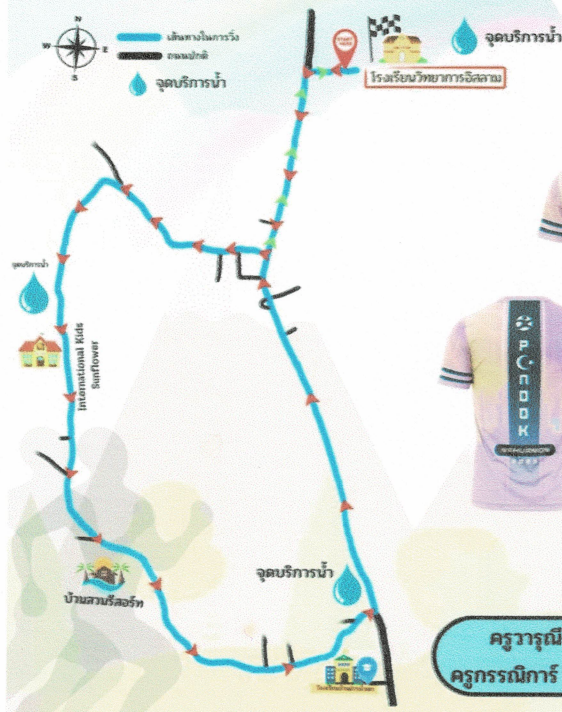 N
W E
S
เส้นทางในการวิ่ง
ถนนปกติ
จุดบริการน้ำ
START HERE
จุดบริการน้ำ
โรงเรียนวิทยาการอิสลาม
จุดบริการน้ำ
International Kids
Sunflower
PONDOK
บ้านสวนรีสอร์ท
จุดบริการน้ำ
ครูวารุณี
ครูกรรณิการ์